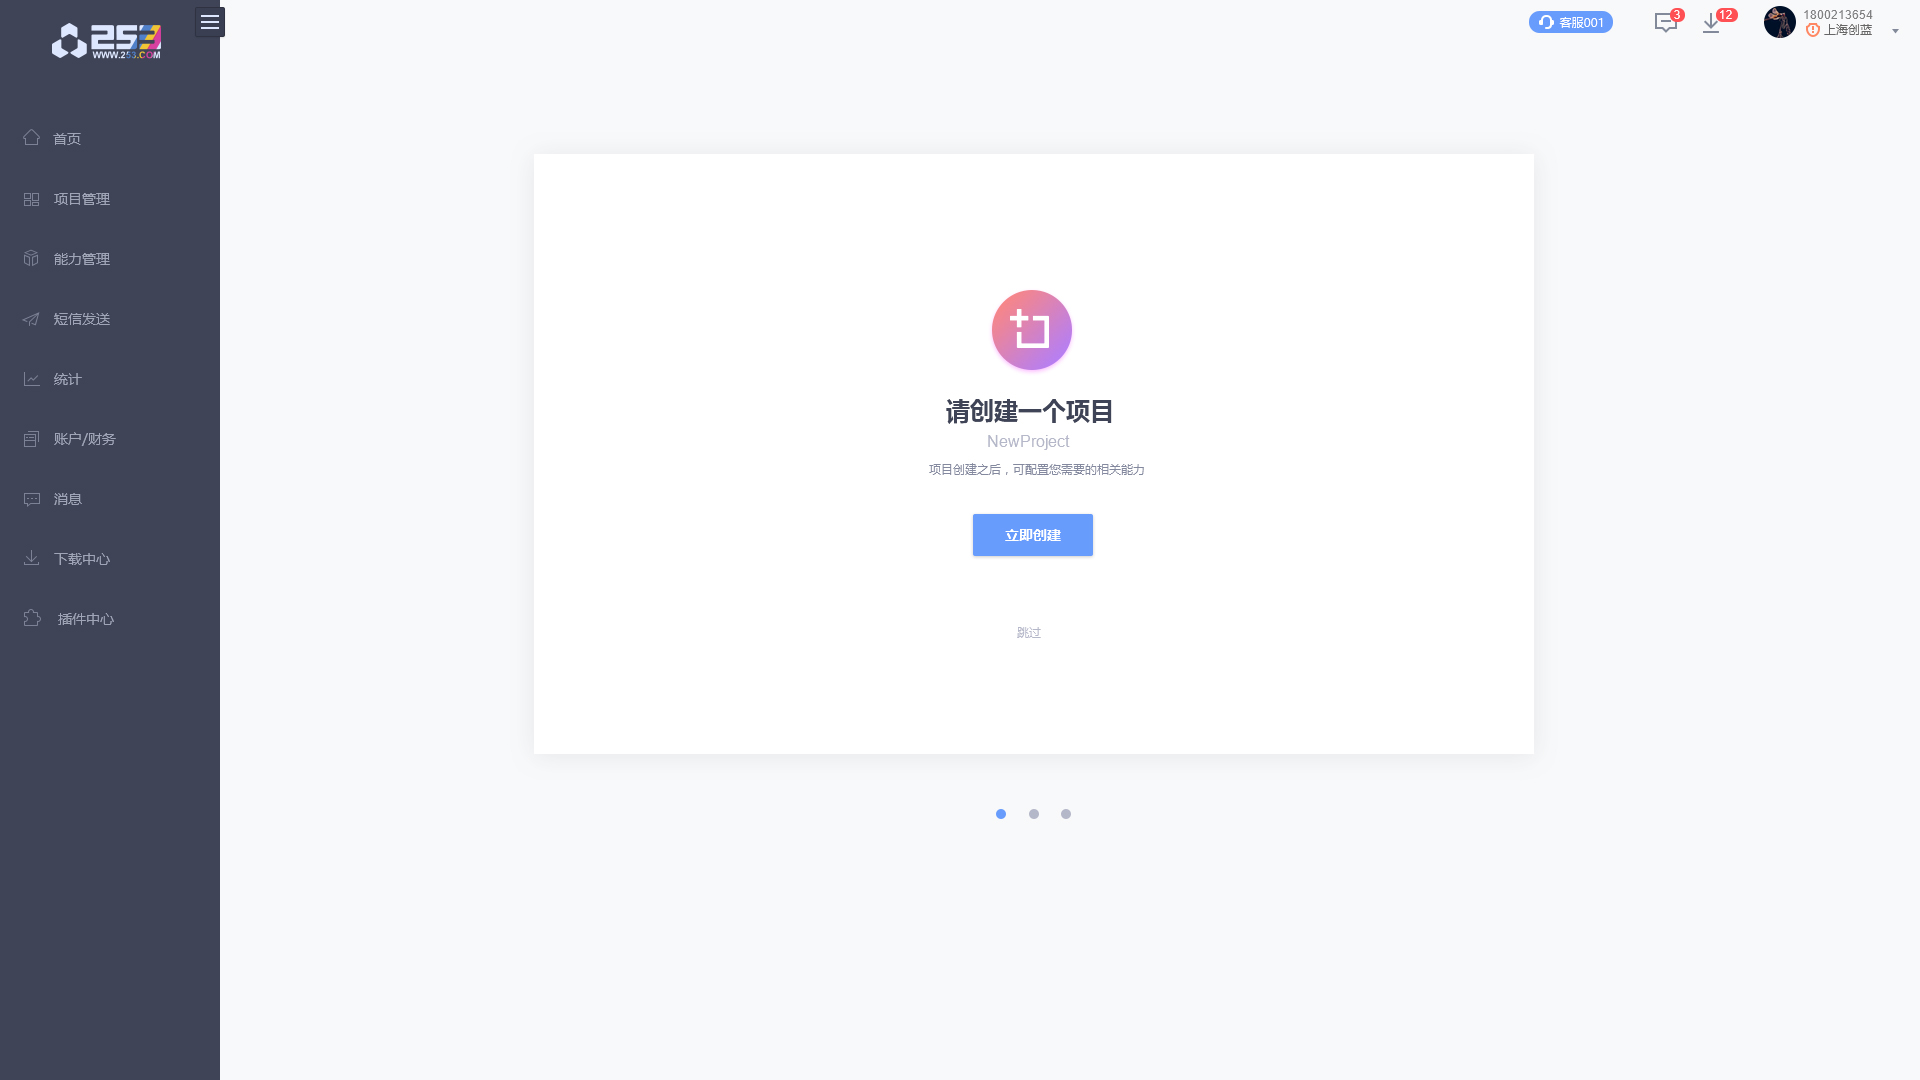 253
WWW.253.COM
客服001
3
12
1800213654
上海创蓝
首页
项目管理
能力管理
短信发送
统计
账户/财务
消息
下载中心
插件中心
请创建一个项目
NewProject
项目创建之后，可配置您需要的相关能力
立即创建
跳过